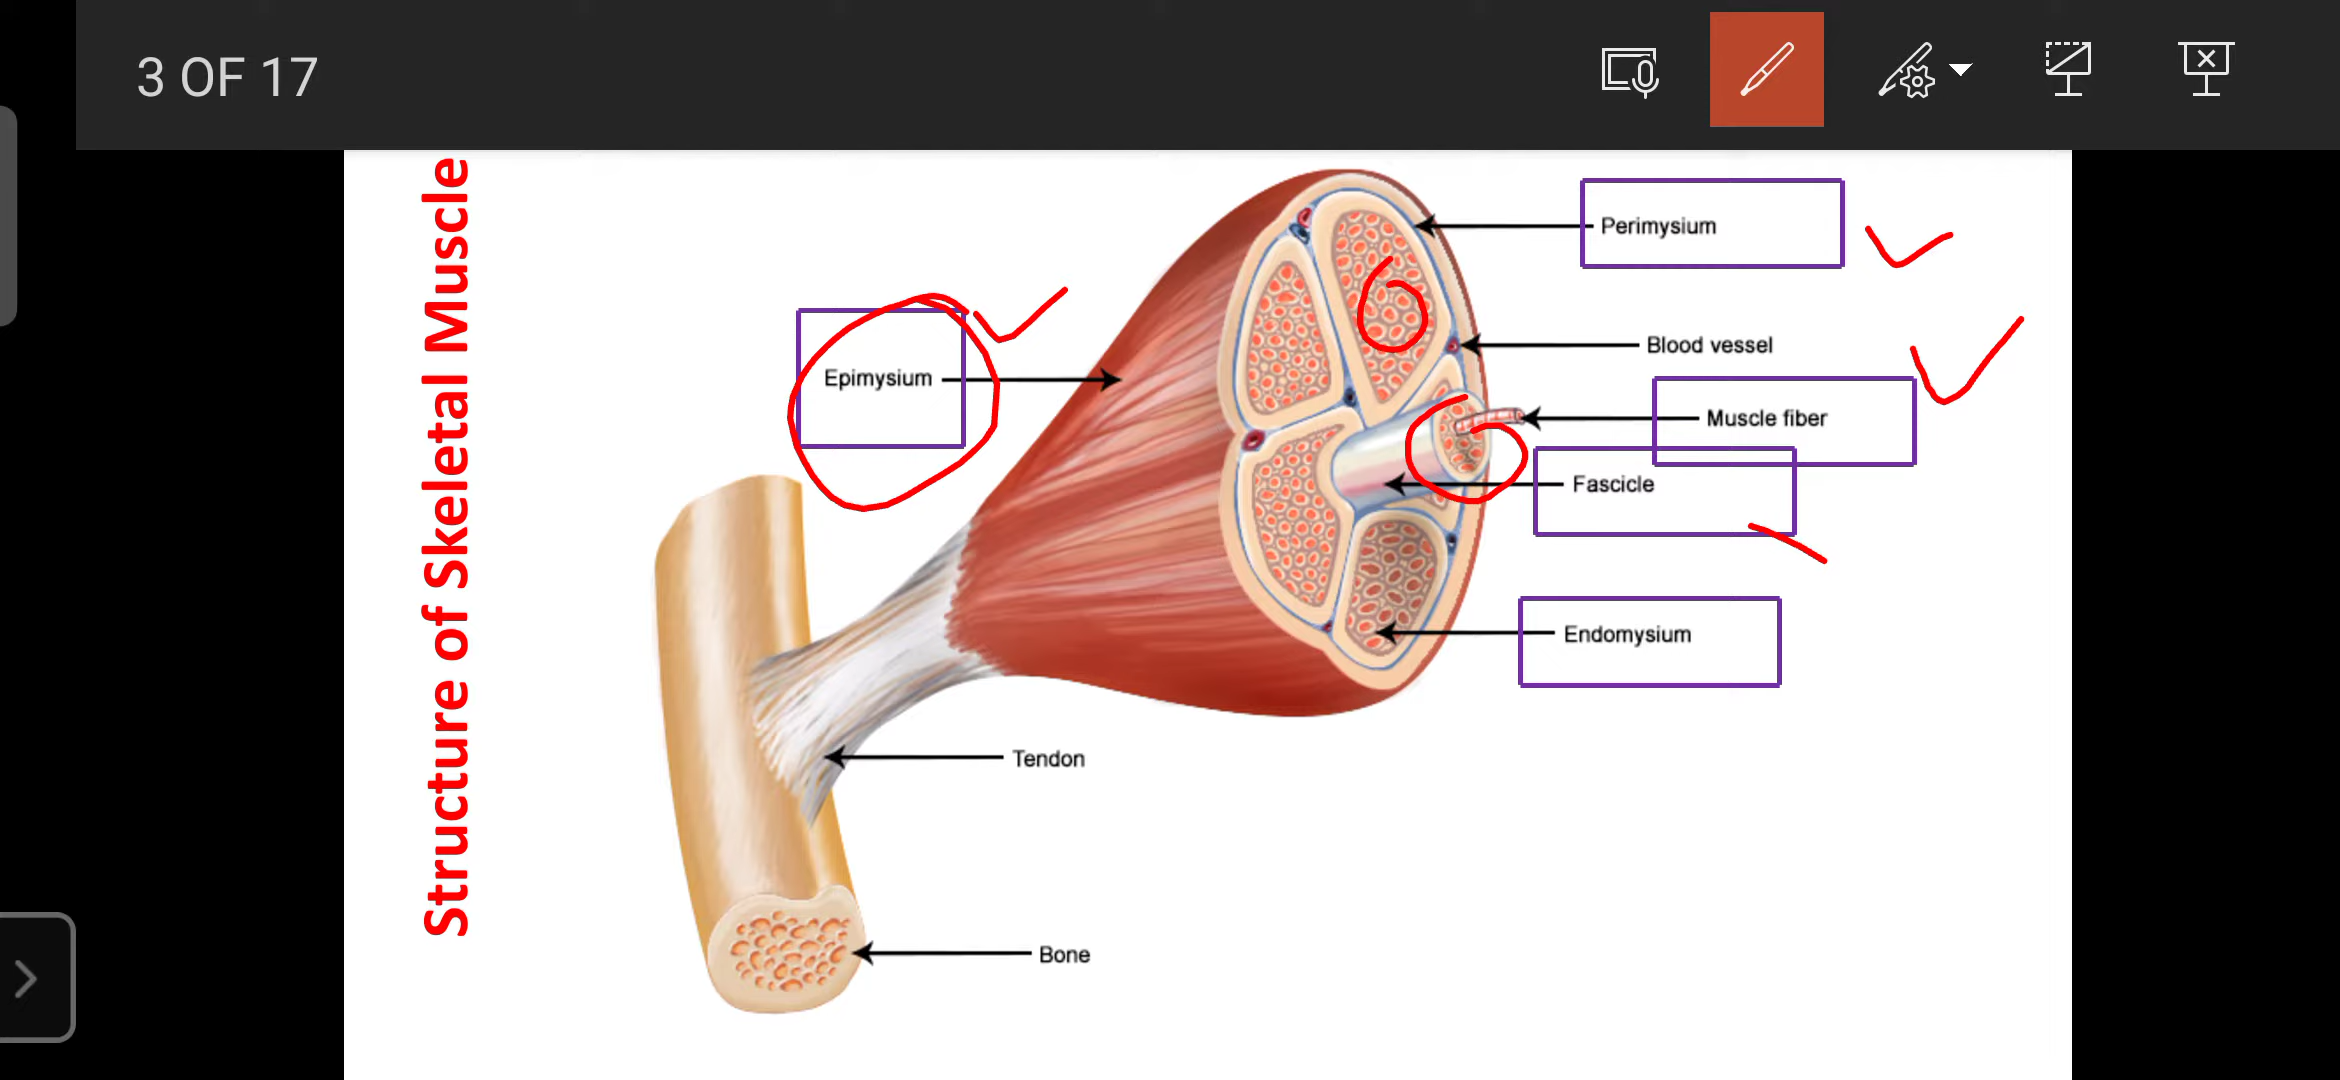 3 OF 17
Structure of Skeletal Muscle
Perimysium
Blood vessel
Epimysium
Muscle fiber
Fascicle
Endomysium
Tendon
Bone